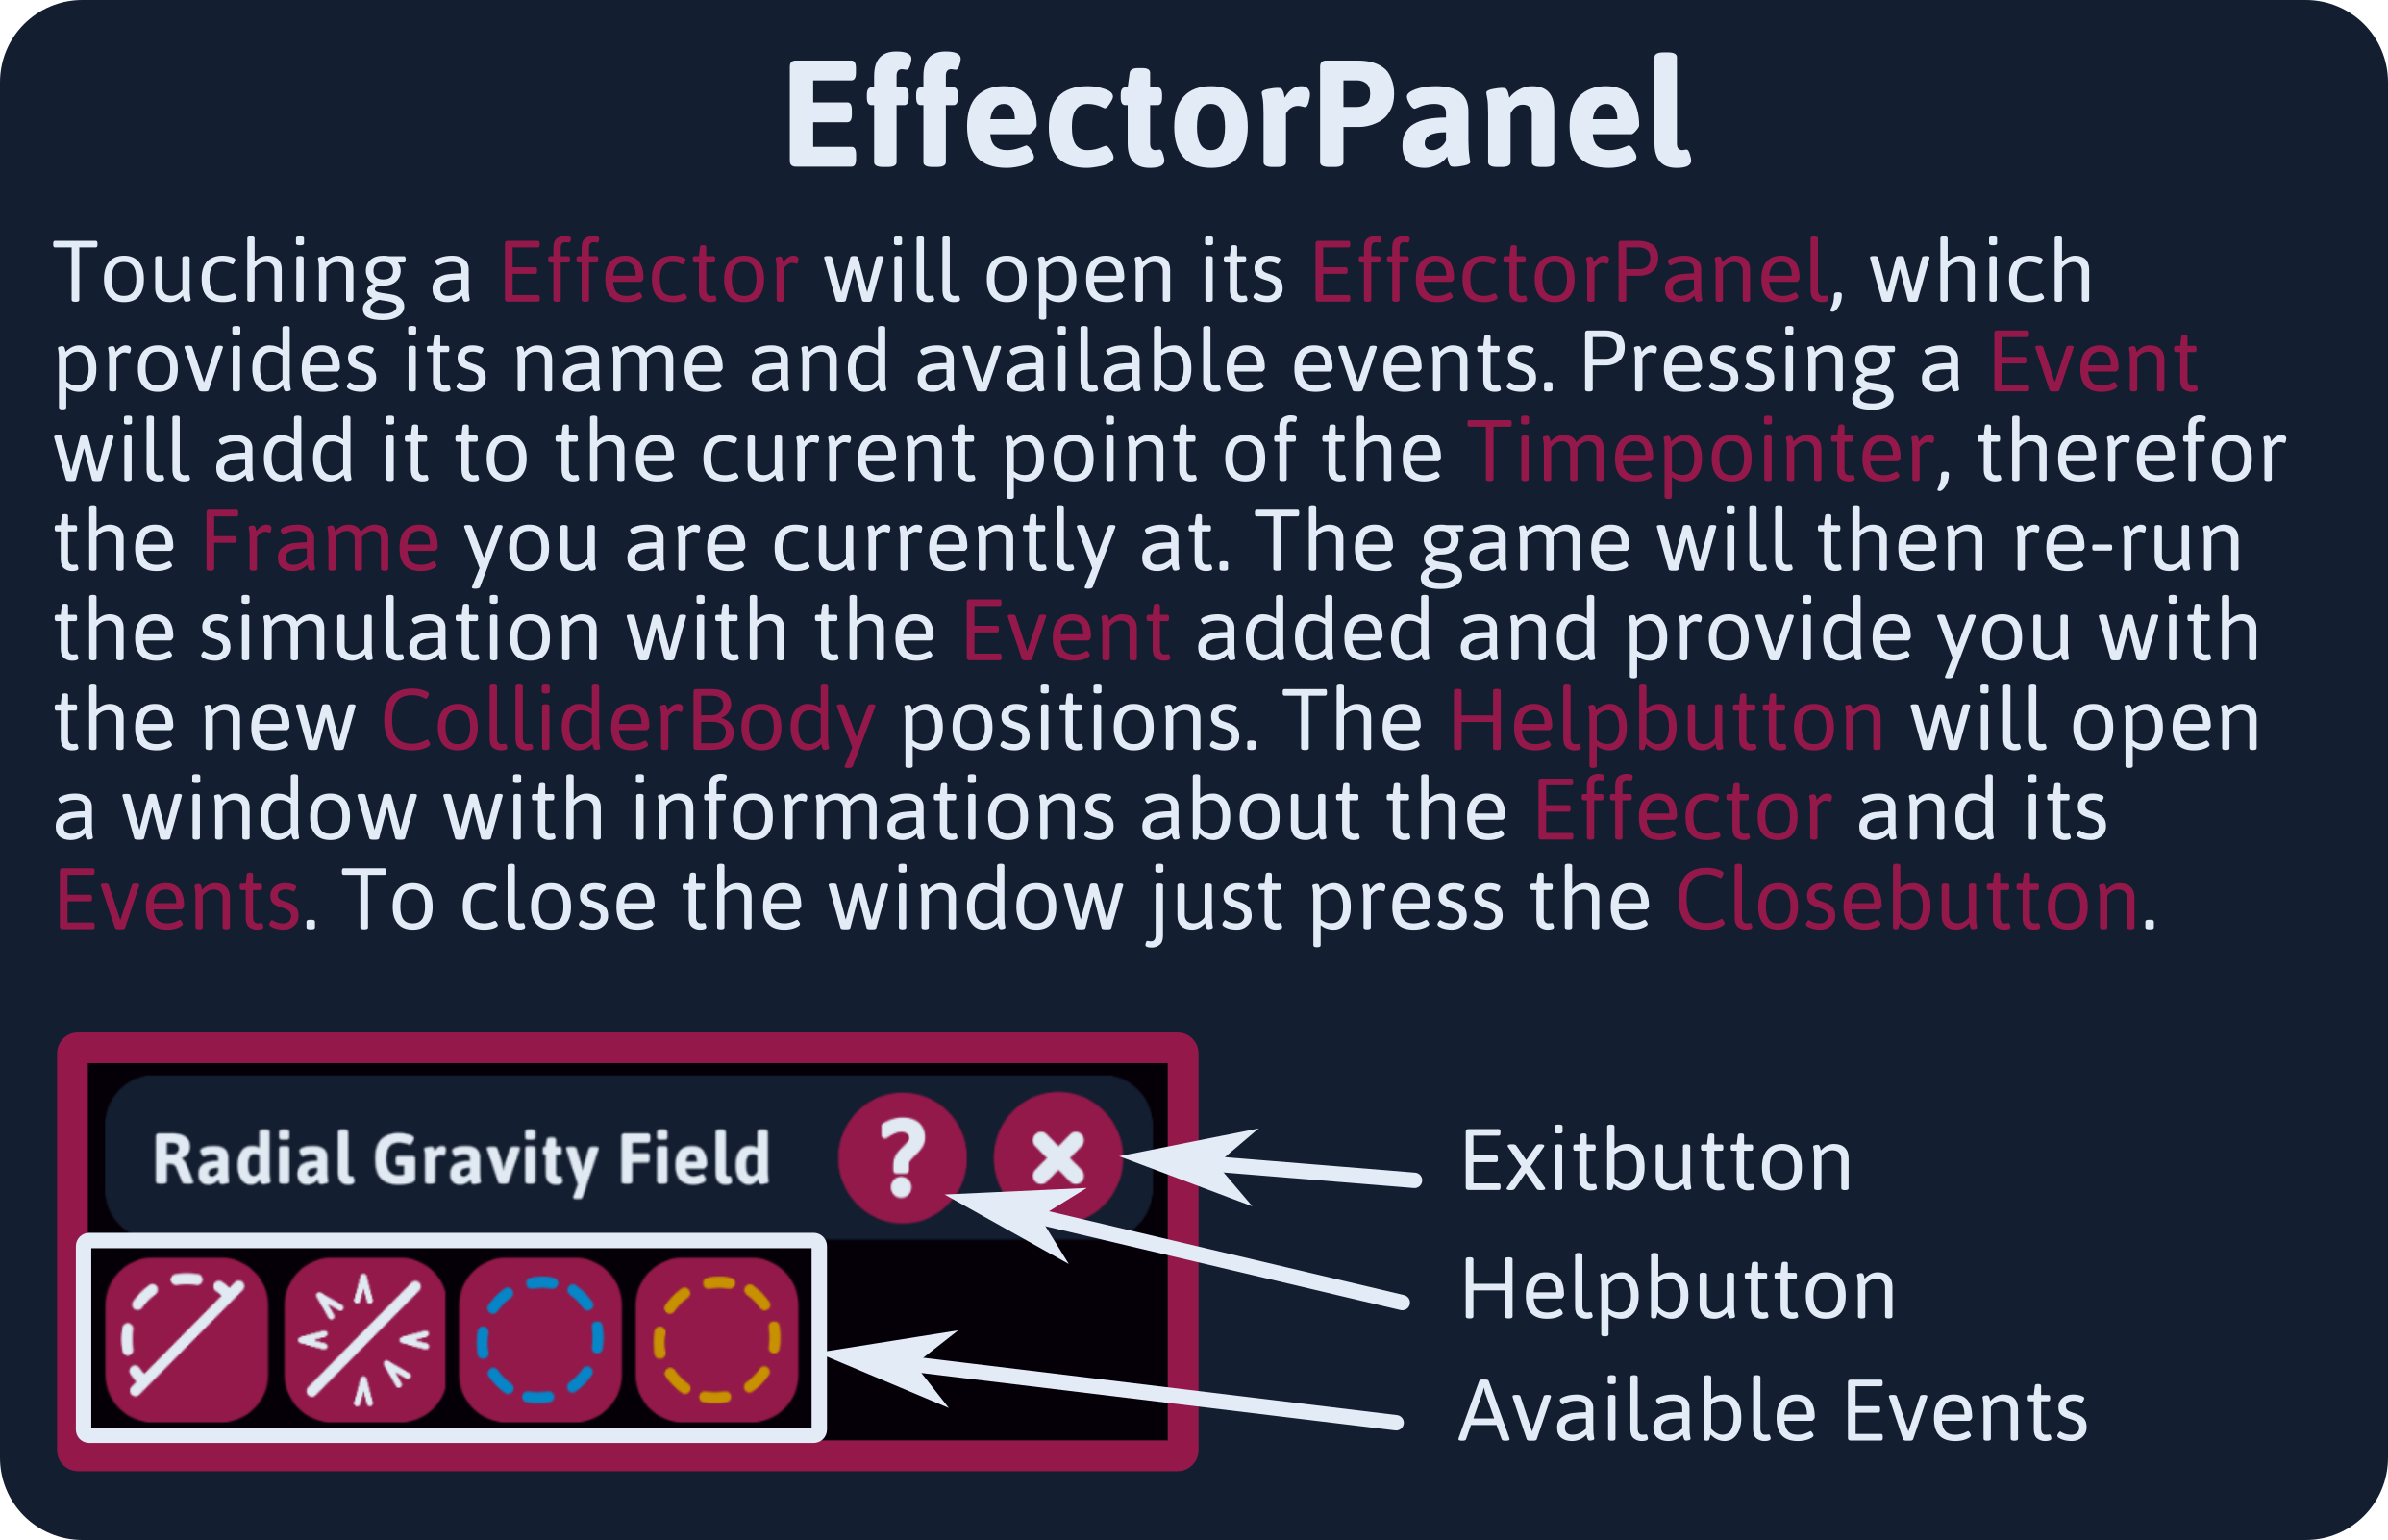 EffectorPanel
Touching a Effector will open its EffectorPanel, which
provides its name and available events. Pressing a Event
will add it to the current point of the Timepointer, therefor
the Frame you are currently at. The game will then re-run
the simulation with the Event added and provide you with
the new ColliderBody positions. The Helpbutton will open
a window with informations about the Effector and its
Events. To close the window just press the Closebutton.
Radial Gravity Field ?
Exitbutton
Helpbutton
Available Events